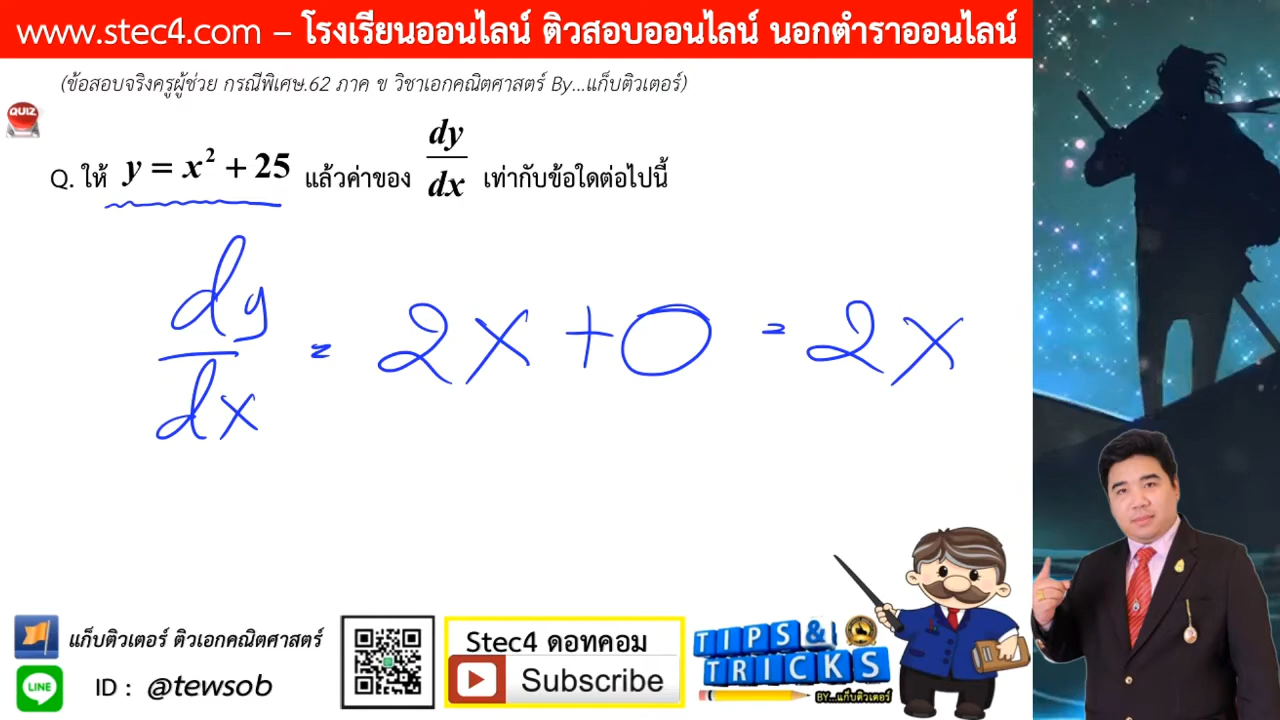 www.stec4.com – โรงเรียนออนไลน์ ติวสอบออนไลน์ นอกตำราออนไลน์
(ข้อสอบจริงครูผู้ช่วย กรณีพิเศษ.62 ภาค ข วิชาเอกคณิตศาสตร์ By...แก็บติวเตอร์)
QUIZ
Q. ให้ y = x² + 25 แล้วค่าของ dy/dx เท่ากับข้อใดต่อไปนี้
dy/dx = 2x + 0 = 2x
แก็บติวเตอร์ ติวเอกคณิตศาสตร์
LINE ID : @tewsob
Stec4 ดอทคอม
Subscribe
TIPS &
TRICKS
BY...แก็บติวเตอร์